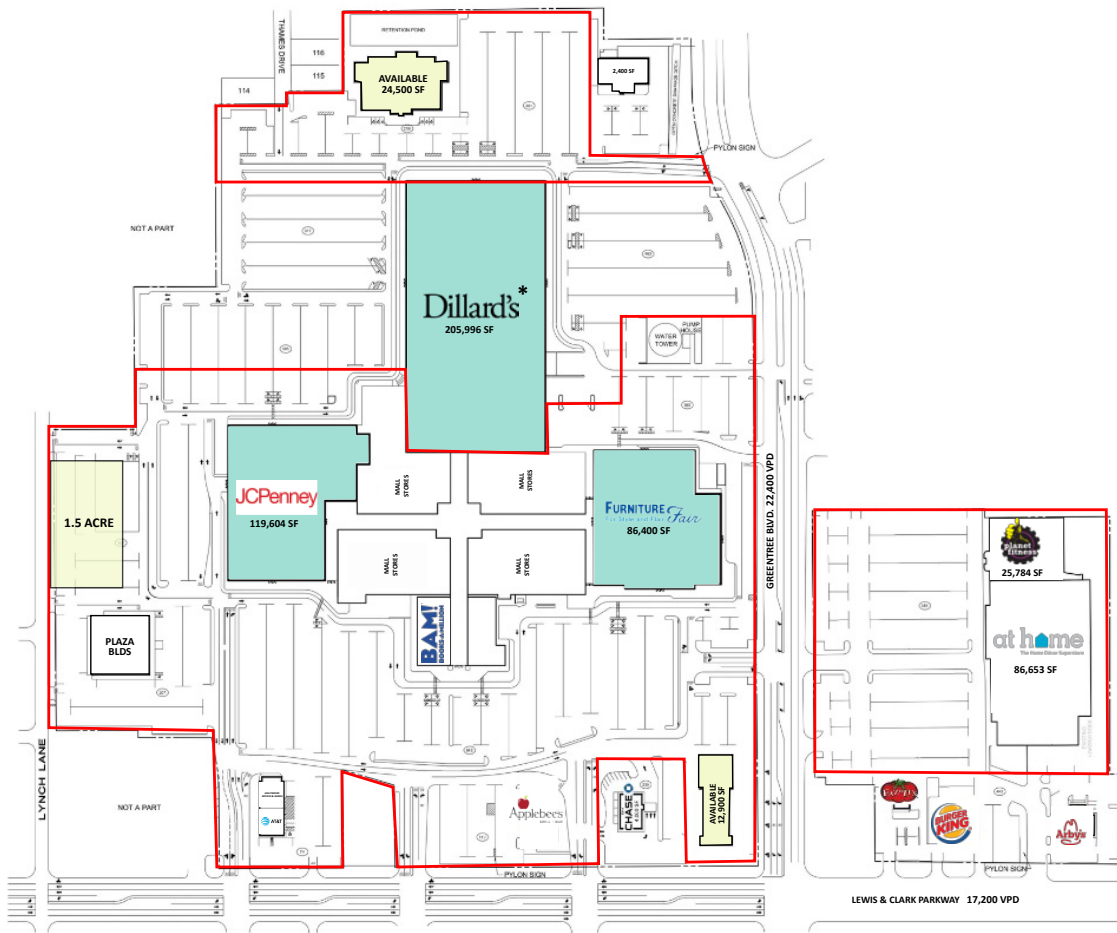 THAMES DRIVE
RETENTION POND
116
115
114
AVAILABLE
24,500 SF
2,400 SF
PYLON SIGN
NOT A PART
Dillard's*
205,996 SF
WATER
TOWER
PUMP
HOUSE
GREENTREE BLVD. 22,400 VPD
1.5 ACRE
JCPenney
119,604 SF
MALL
STORES
MALL
STORES
MALL
STORES
MALL
STORES
FURNITURE
Fair
86,400 SF
planet
fitness
25,784 SF
at home
The Home Décor Superstore
86,653 SF
BAM!
BOOKS-A-MILLION
PLAZA
BLDS
LYNCH LANE
NOT A PART
AT&T
Applebees
CHASE
AVAILABLE
12,900 SF
PYLON SIGN
BURGER
KING
Arby's
PYLON SIGN
LEWIS & CLARK PARKWAY 17,200 VPD